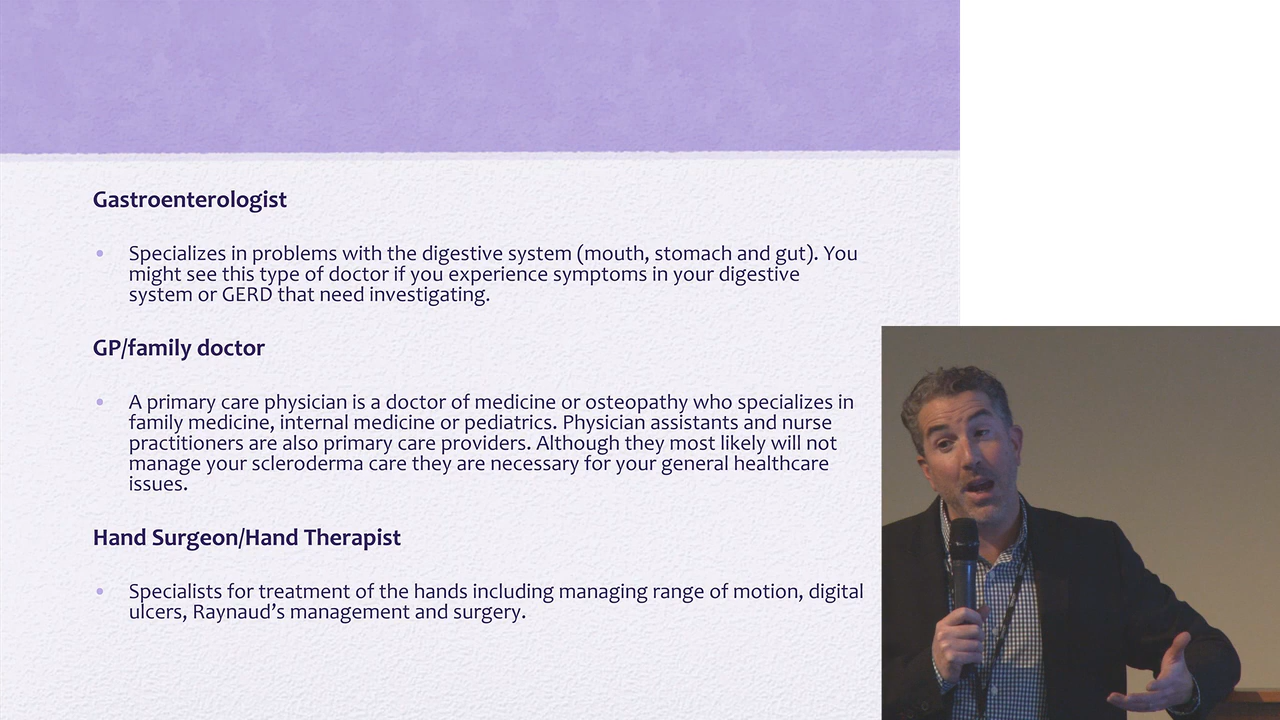 Gastroenterologist
• Specializes in problems with the digestive system (mouth, stomach and gut). You
might see this type of doctor if you experience symptoms in your digestive
system or GERD that need investigating.
GP/family doctor
• A primary care physician is a doctor of medicine or osteopathy who specializes in
family medicine, internal medicine or pediatrics. Physician assistants and nurse
practitioners are also primary care providers. Although they most likely will not
manage your scleroderma care they are necessary for your general healthcare
issues.
Hand Surgeon/Hand Therapist
• Specialists for treatment of the hands including managing range of motion, digital
ulcers, Raynaud’s management and surgery.